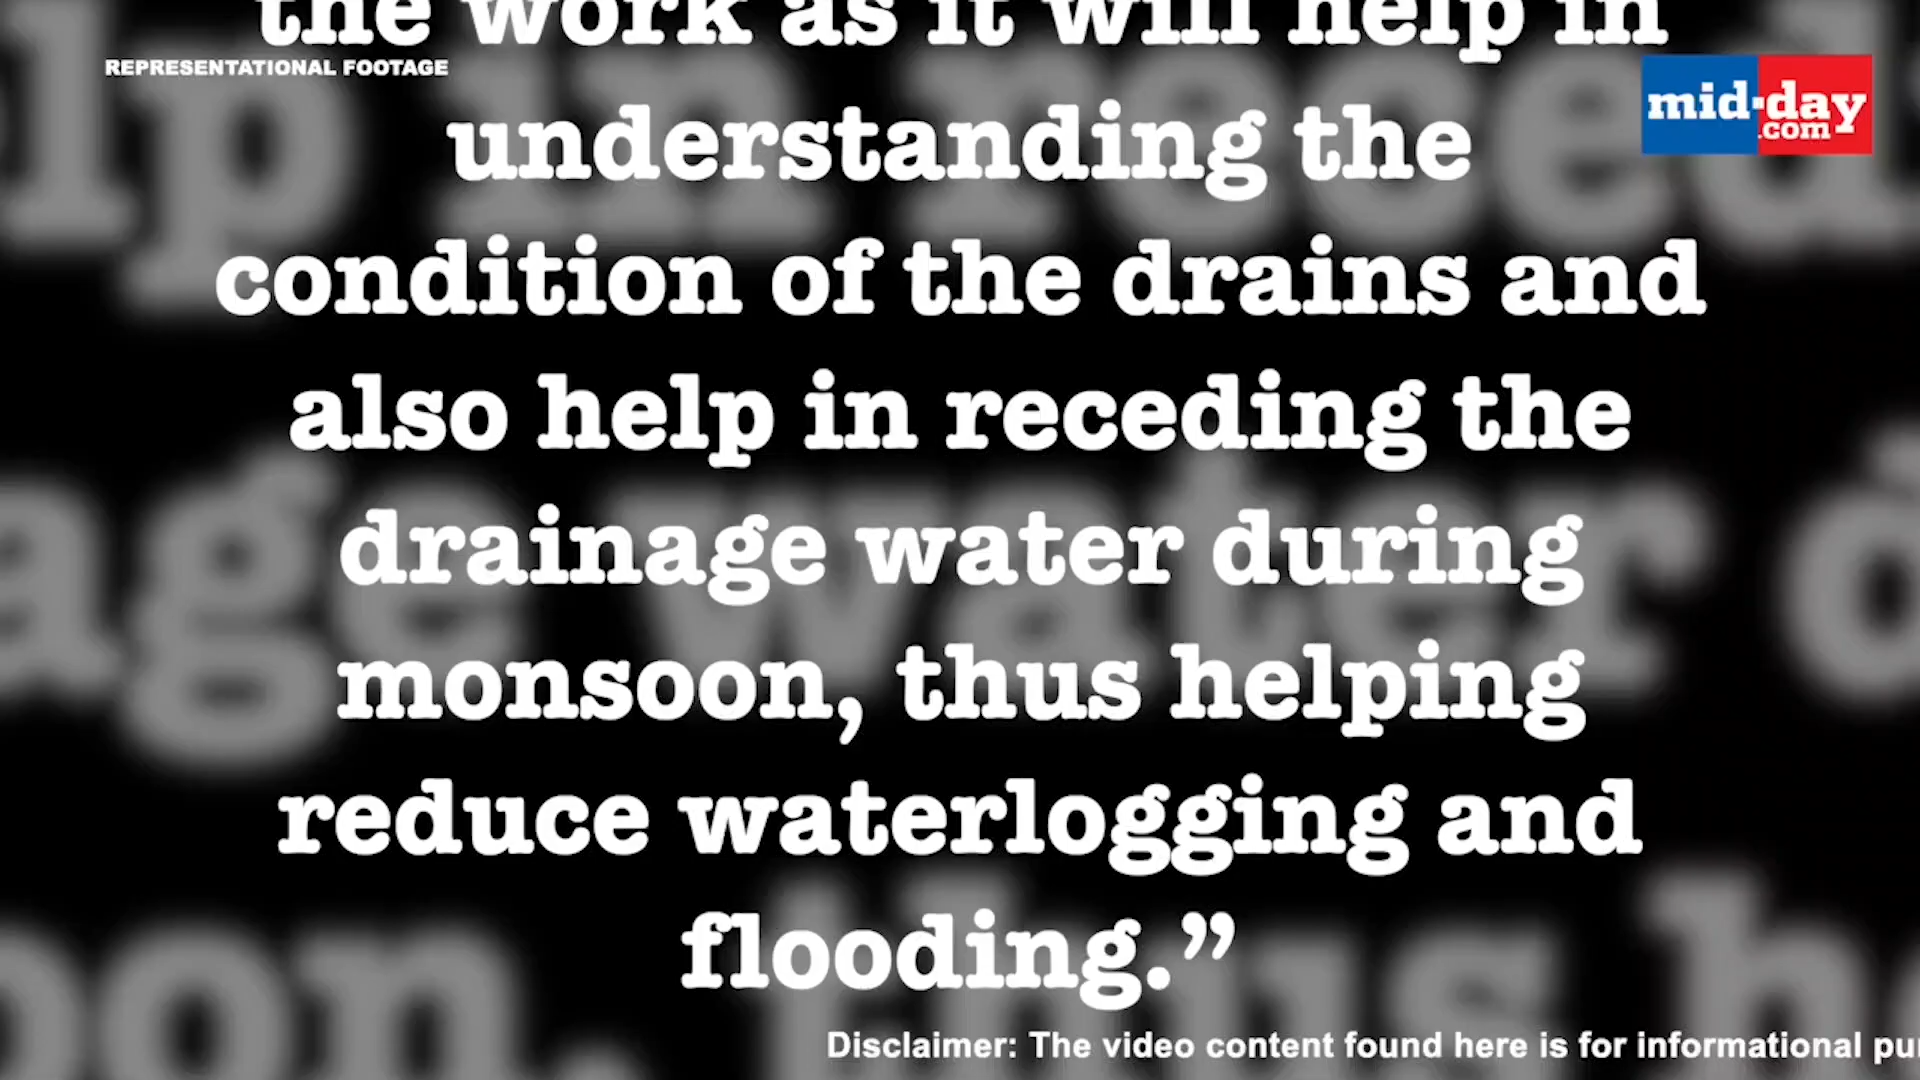 the work as it will help in
REPRESENTATIONAL FOOTAGE
mid-day
.com
understanding the
condition of the drains and
also help in receding the
drainage water during
monsoon, thus helping
reduce waterlogging and
flooding.”
Disclaimer: The video content found here is for informational